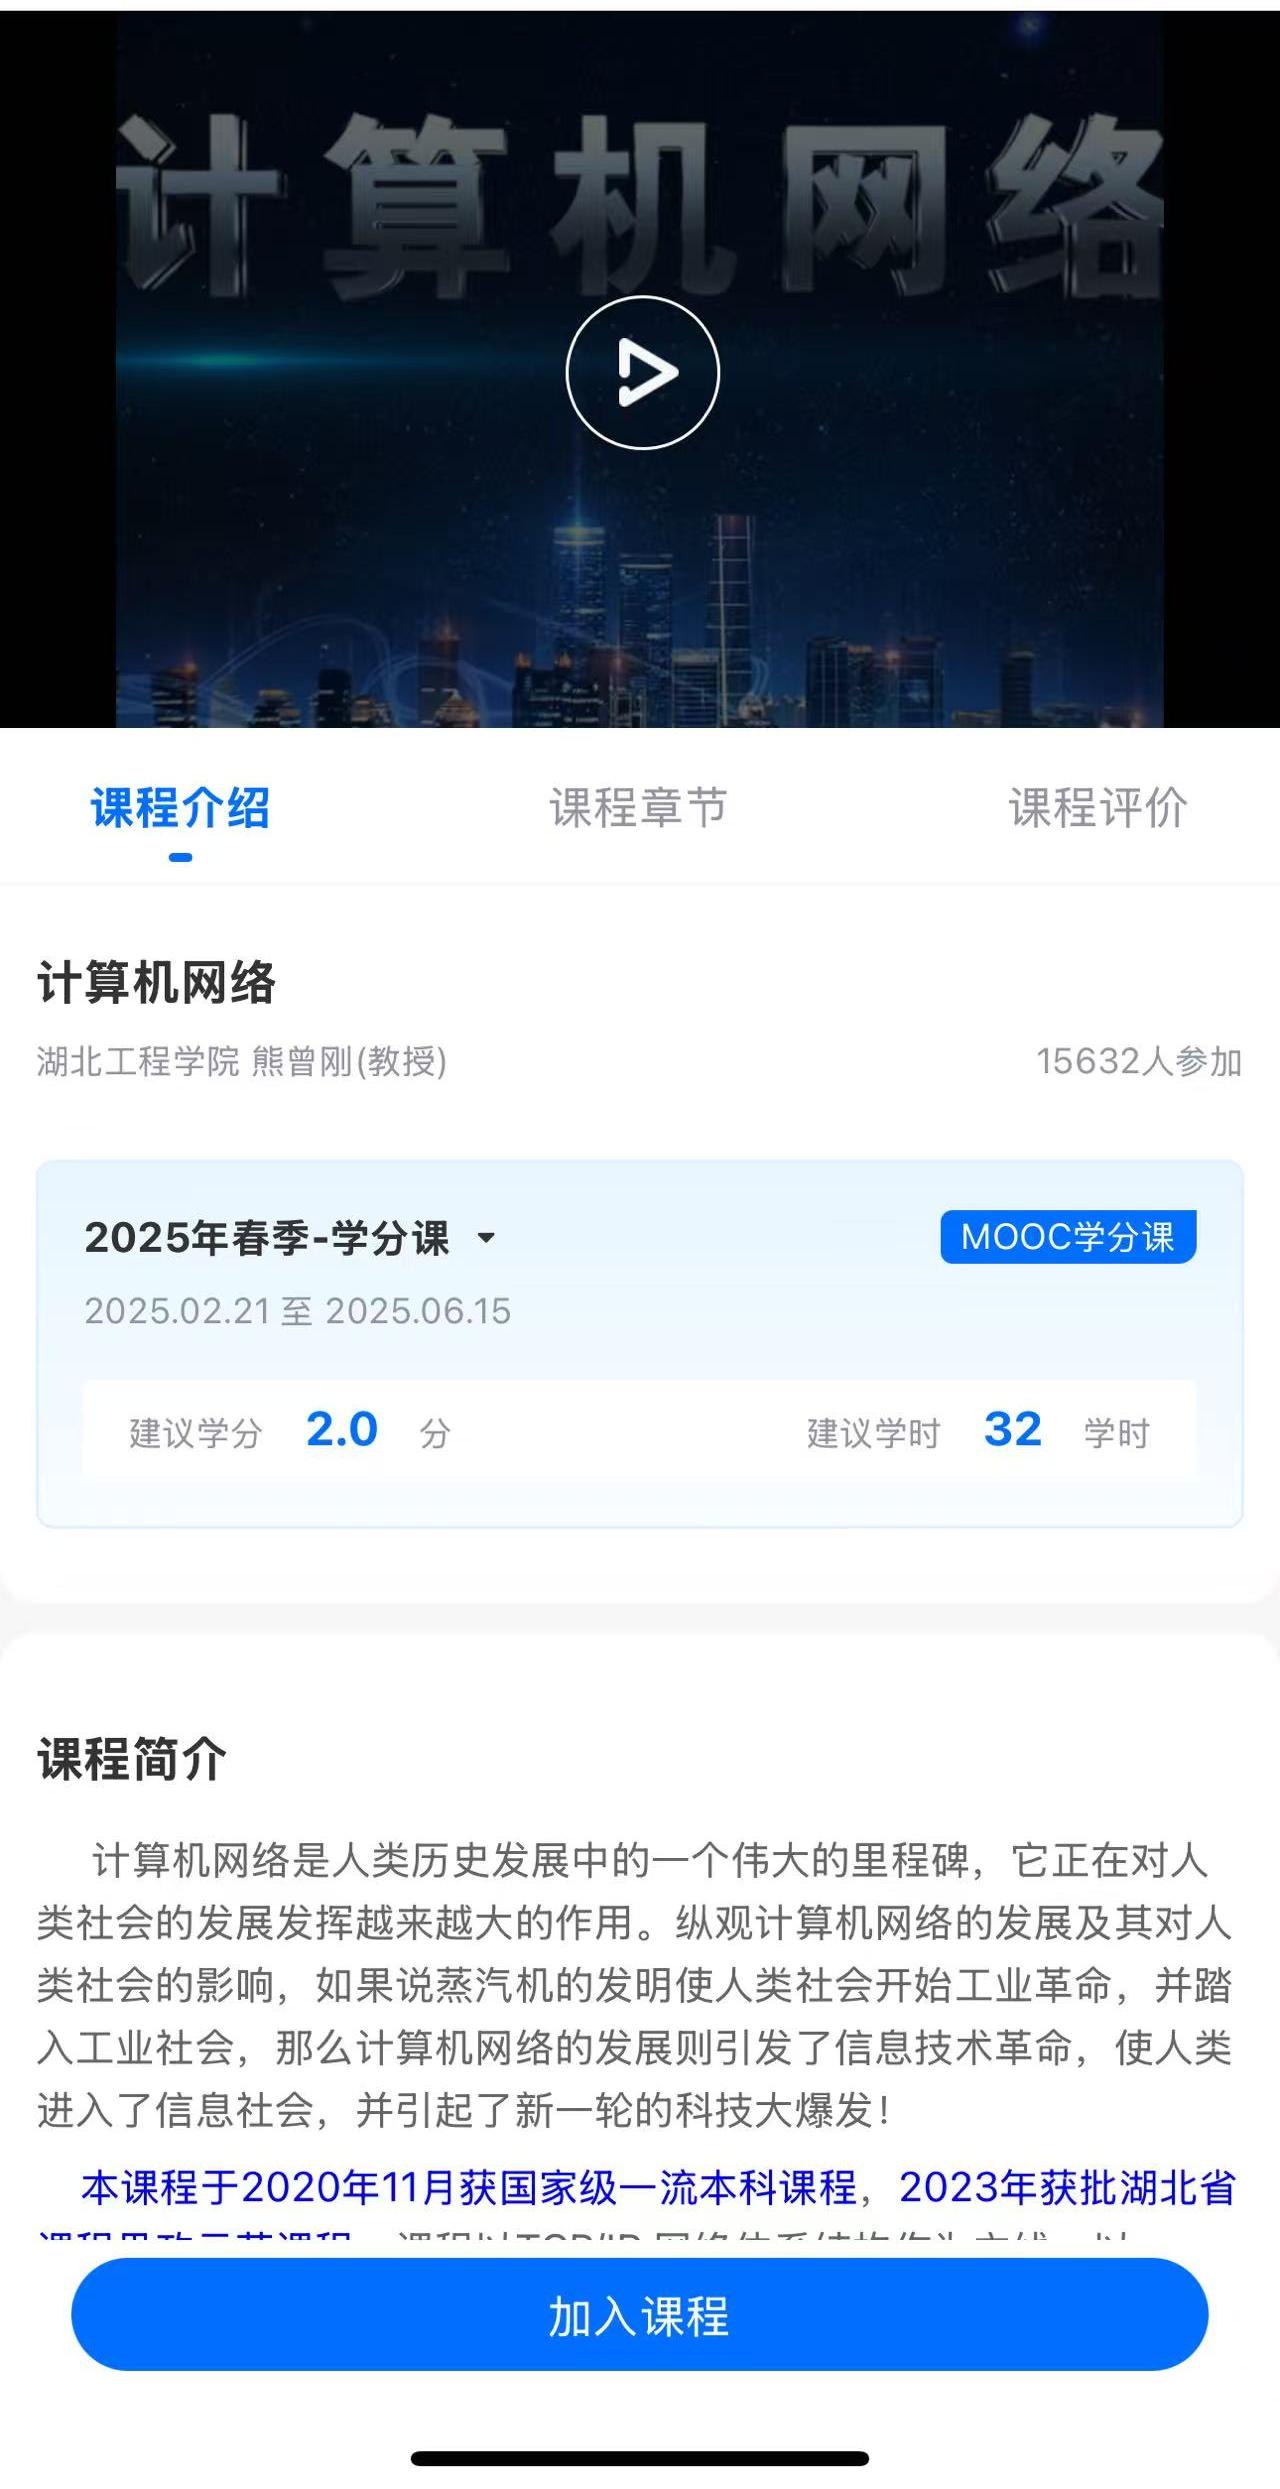 计算机网络
课程介绍
课程章节
课程评价
计算机网络
湖北工程学院 熊曾刚(教授)
15632人参加
2025年春季-学分课
MOOC学分课
2025.02.21 至 2025.06.15
建议学分 2.0 分
建议学时 32 学时
课程简介
计算机网络是人类历史发展中的一个伟大的里程碑，它正在对人
类社会的发展发挥越来越大的作用。纵观计算机网络的发展及其对人
类社会的影响，如果说蒸汽机的发明使人类社会开始工业革命，并踏
入工业社会，那么计算机网络的发展则引发了信息技术革命，使人类
进入了信息社会，并引起了新一轮的科技大爆发！
本课程于2020年11月获国家级一流本科课程，2023年获批湖北省
加入课程